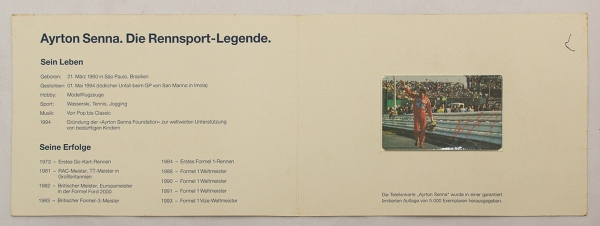 Ayrton Senna. Die Rennsport-Legende.
Sein Leben
Geboren: 21. März 1960 in São Paulo, Brasilien
Gestorben: 01. Mai 1994 (tödlicher Unfall beim GP von San Marino in Imola)
Hobby: Modellflugzeuge
Sport: Wasserski, Tennis, Jogging
Musik: Von Pop bis Classic
1994 Gründung der «Ayrton Senna Foundation» zur weltweiten Unterstützung
von bedürftigen Kindern
Seine Erfolge
1973 – Erstes Go-Kart-Rennen
1981 – RAC-Meister, TT-Meister in
Großbritannien
1982 – Britischer Meister, Europameister
in der Formel Ford 2000
1983 – Britischer Formel-3-Meister
1984 – Erstes Formel 1-Rennen
1988 – Formel 1 Weltmeister
1990 – Formel 1 Weltmeister
1991 – Formel 1 Weltmeister
1993 – Formel 1 Vize-Weltmeister
Die Telefonkarte „Ayrton Senna" wurde in einer garantiert
limitierten Auflage von 5.000 Exemplaren herausgegeben.